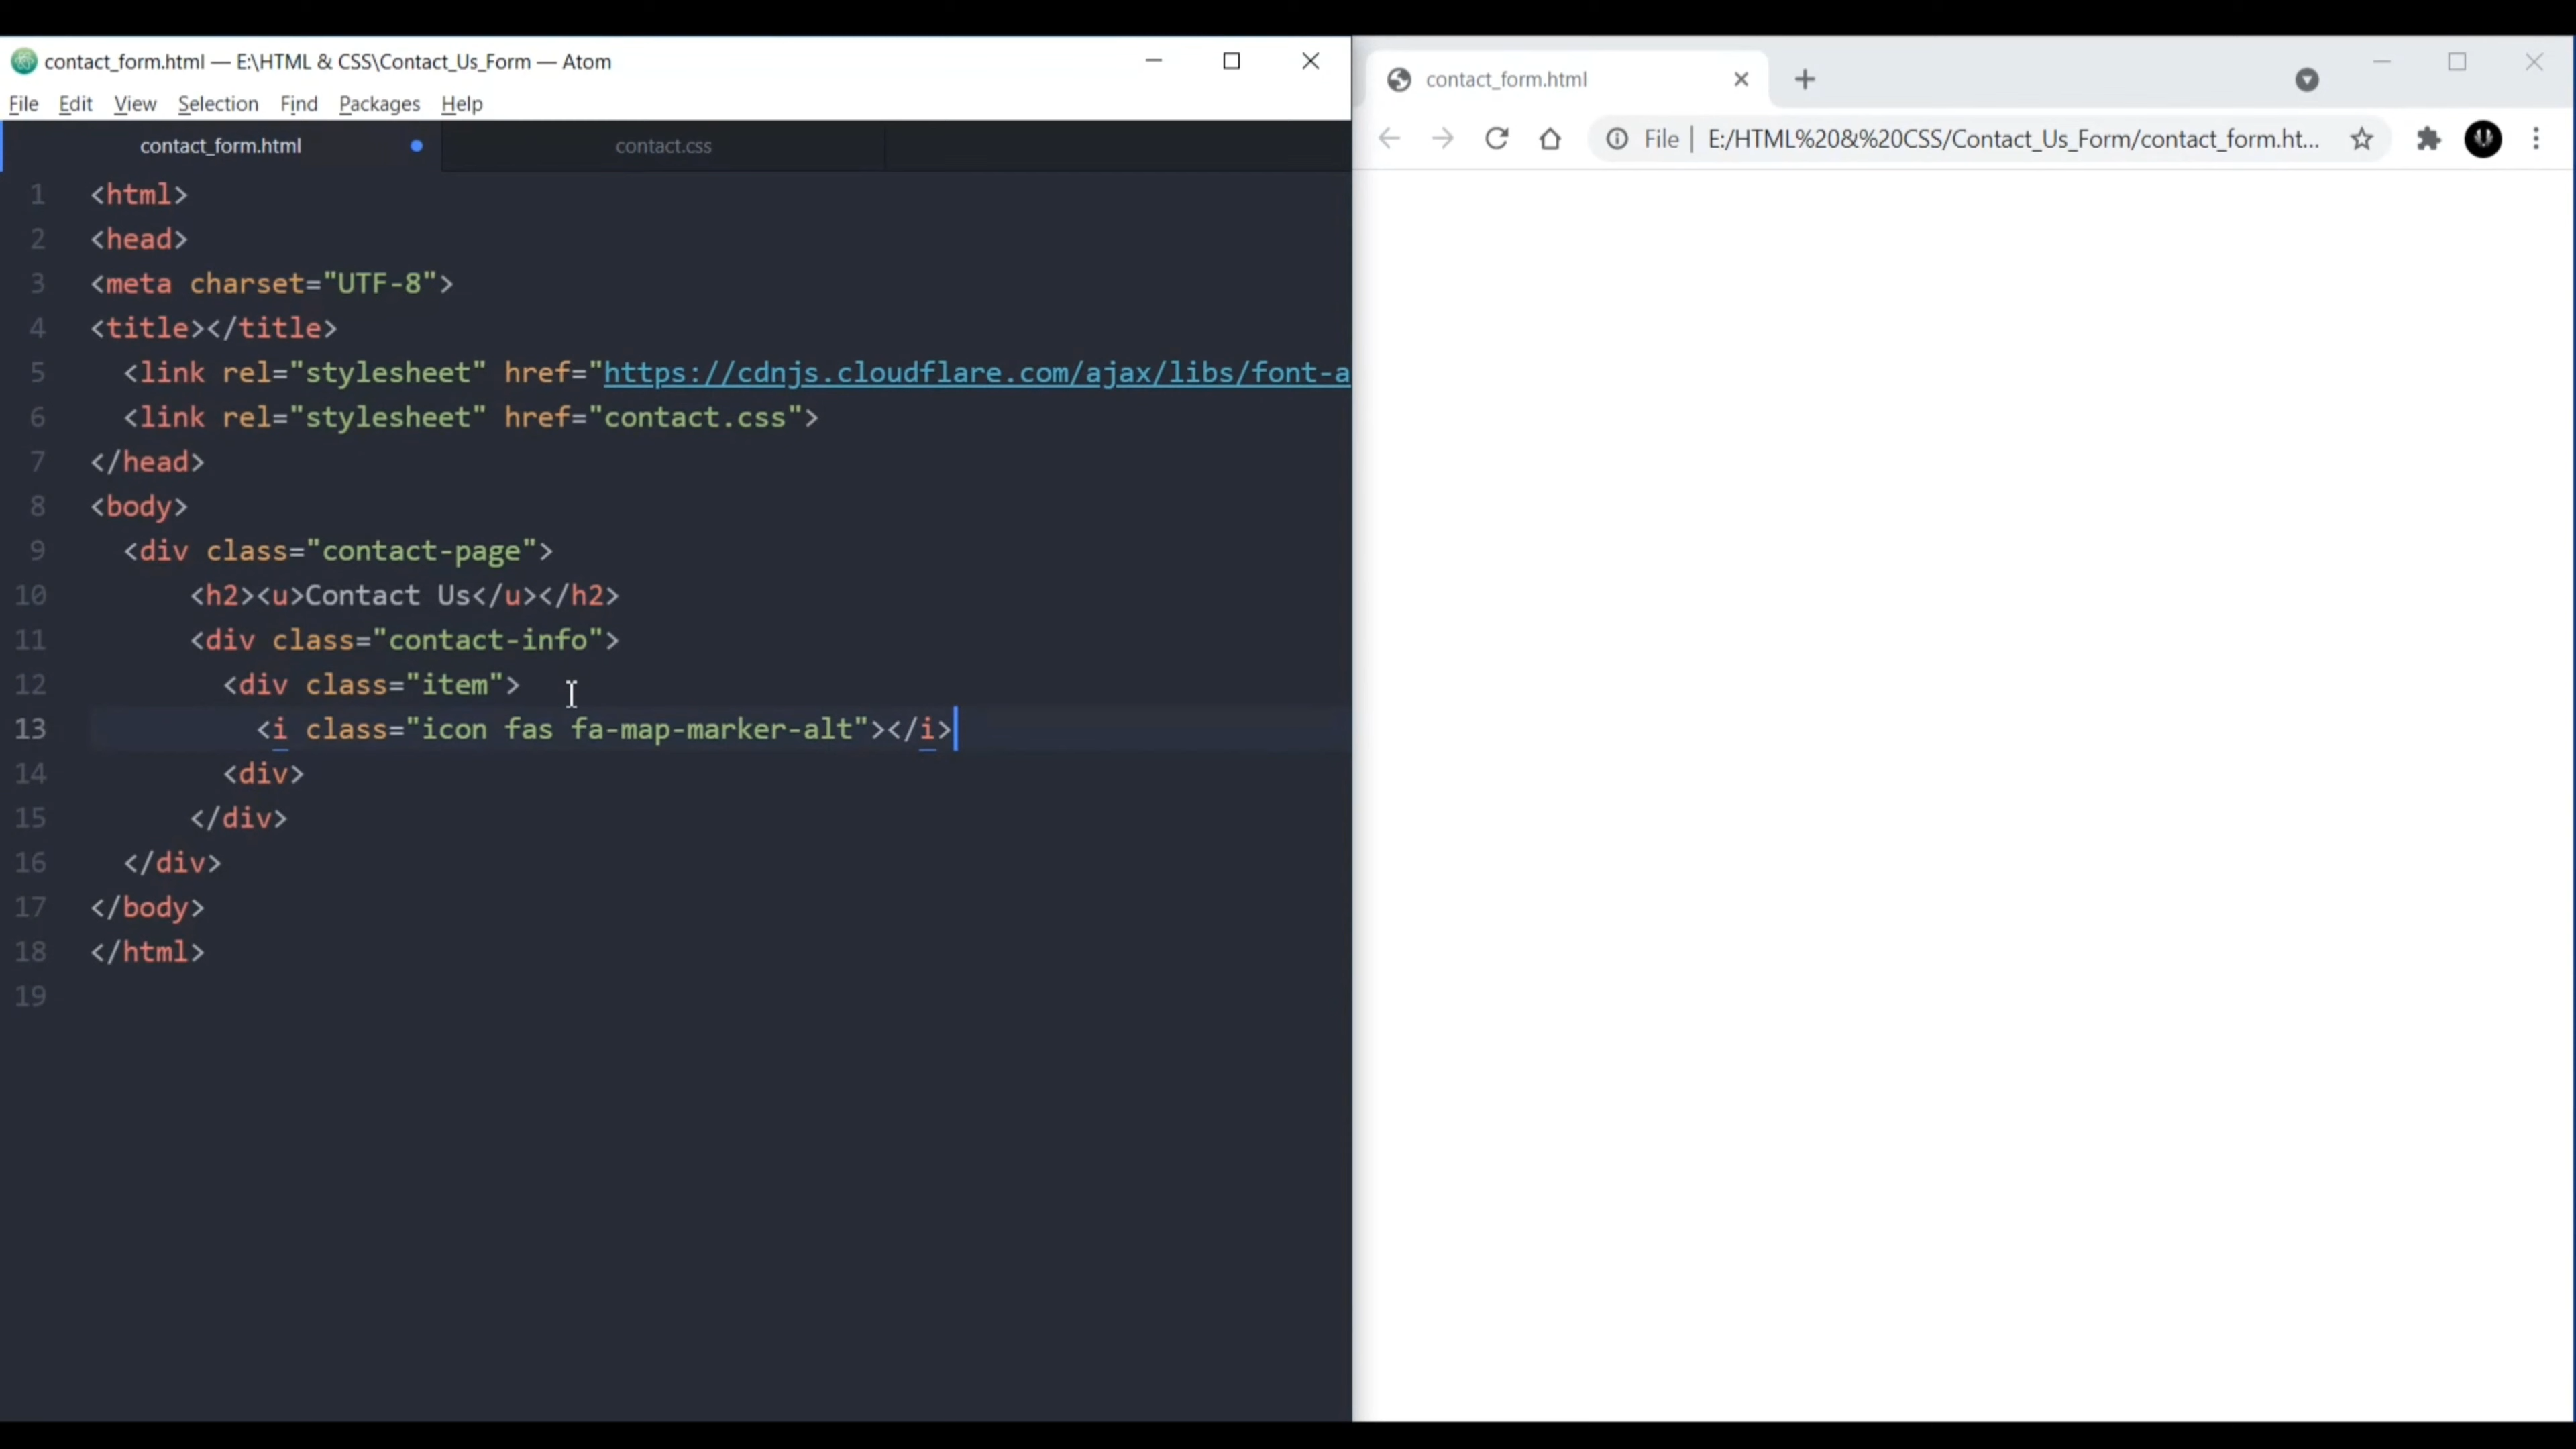 contact_form.html — E:\HTML & CSS\Contact_Us_Form — Atom
File Edit View Selection Find Packages Help
contact_form.html contact.css
1 <html>
2 <head>
3 <meta charset="UTF-8">
4 <title></title>
5 <link rel="stylesheet" href="https://cdnjs.cloudflare.com/ajax/libs/font-a
6 <link rel="stylesheet" href="contact.css">
7 </head>
8 <body>
9 <div class="contact-page">
10 <h2><u>Contact Us</u></h2>
11 <div class="contact-info">
12 <div class="item">
13 <i class="icon fas fa-map-marker-alt"></i>
14 <div>
15 </div>
16 </div>
17 </body>
18 </html>
19
contact_form.html
File E:/HTML%20&%20CSS/Contact_Us_Form/contact_form.ht...